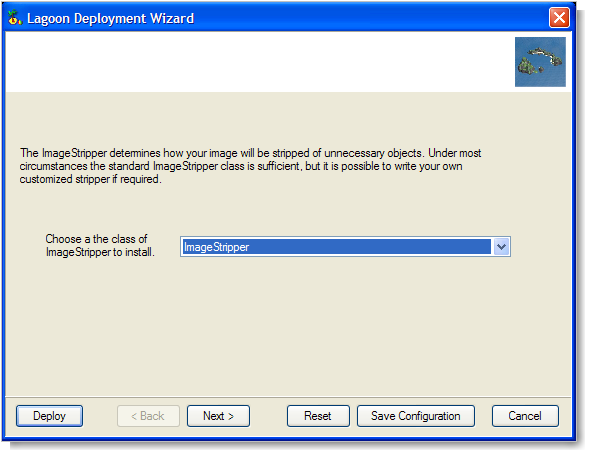 Lagoon Deployment Wizard
The ImageStripper determines how your image will be stripped of unnecessary objects. Under most
circumstances the standard ImageStripper class is sufficient, but it is possible to write your own
customized stripper if required.
Choose a the class of
ImageStripper to install.
ImageStripper
Deploy
< Back
Next >
Reset
Save Configuration
Cancel